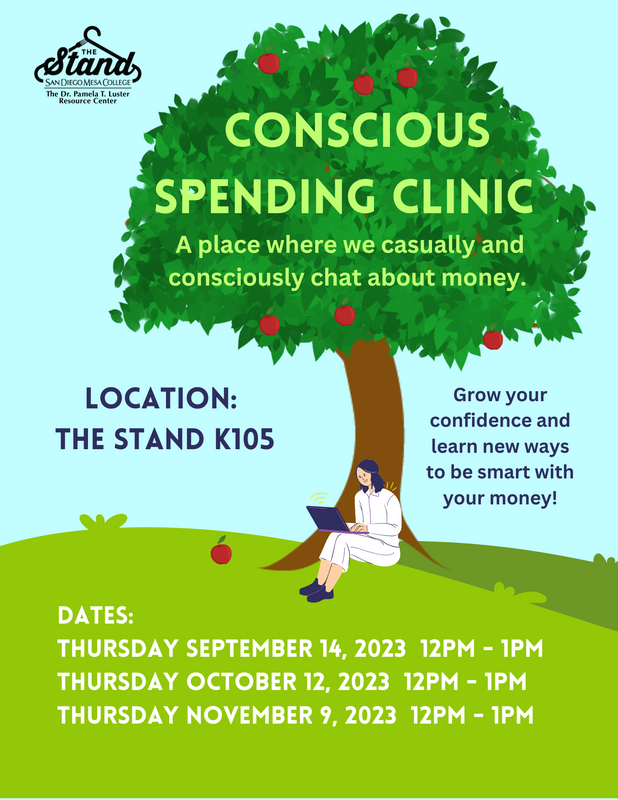 THE
Stand
SAN DIEGO MESA COLLEGE
The Dr. Pamela T. Luster
Resource Center
CONSCIOUS
SPENDING CLINIC
A place where we casually and
consciously chat about money.
LOCATION:
THE STAND K105
Grow your
confidence and
learn new ways
to be smart with
your money!
DATES:
THURSDAY SEPTEMBER 14, 2023 12PM - 1PM
THURSDAY OCTOBER 12, 2023 12PM - 1PM
THURSDAY NOVEMBER 9, 2023 12PM - 1PM